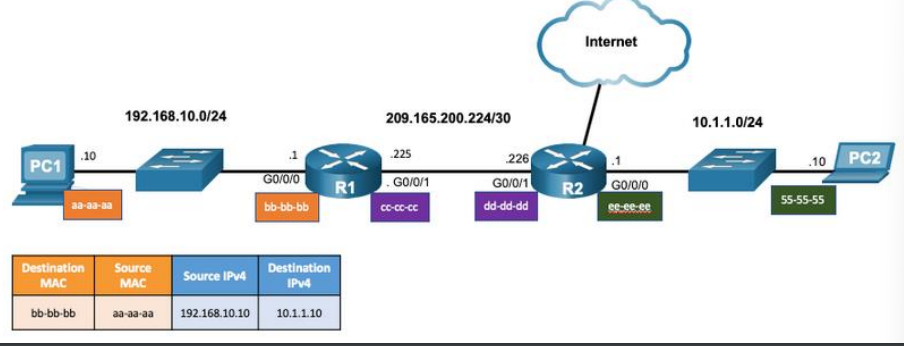 Internet
192.168.10.0/24
209.165.200.224/30
10.1.1.0/24
PC1
.10
.1
G0/0/0
R1
.225
. G0/0/1
.226
G0/0/1
R2
.1
G0/0/0
.10
PC2
aa-aa-aa
bb-bb-bb
cc-cc-cc
dd-dd-dd
ee-ee-ee
55-55-55
Destination MAC Source MAC Source IPv4 Destination IPv4
bb-bb-bb aa-aa-aa 192.168.10.10 10.1.1.10